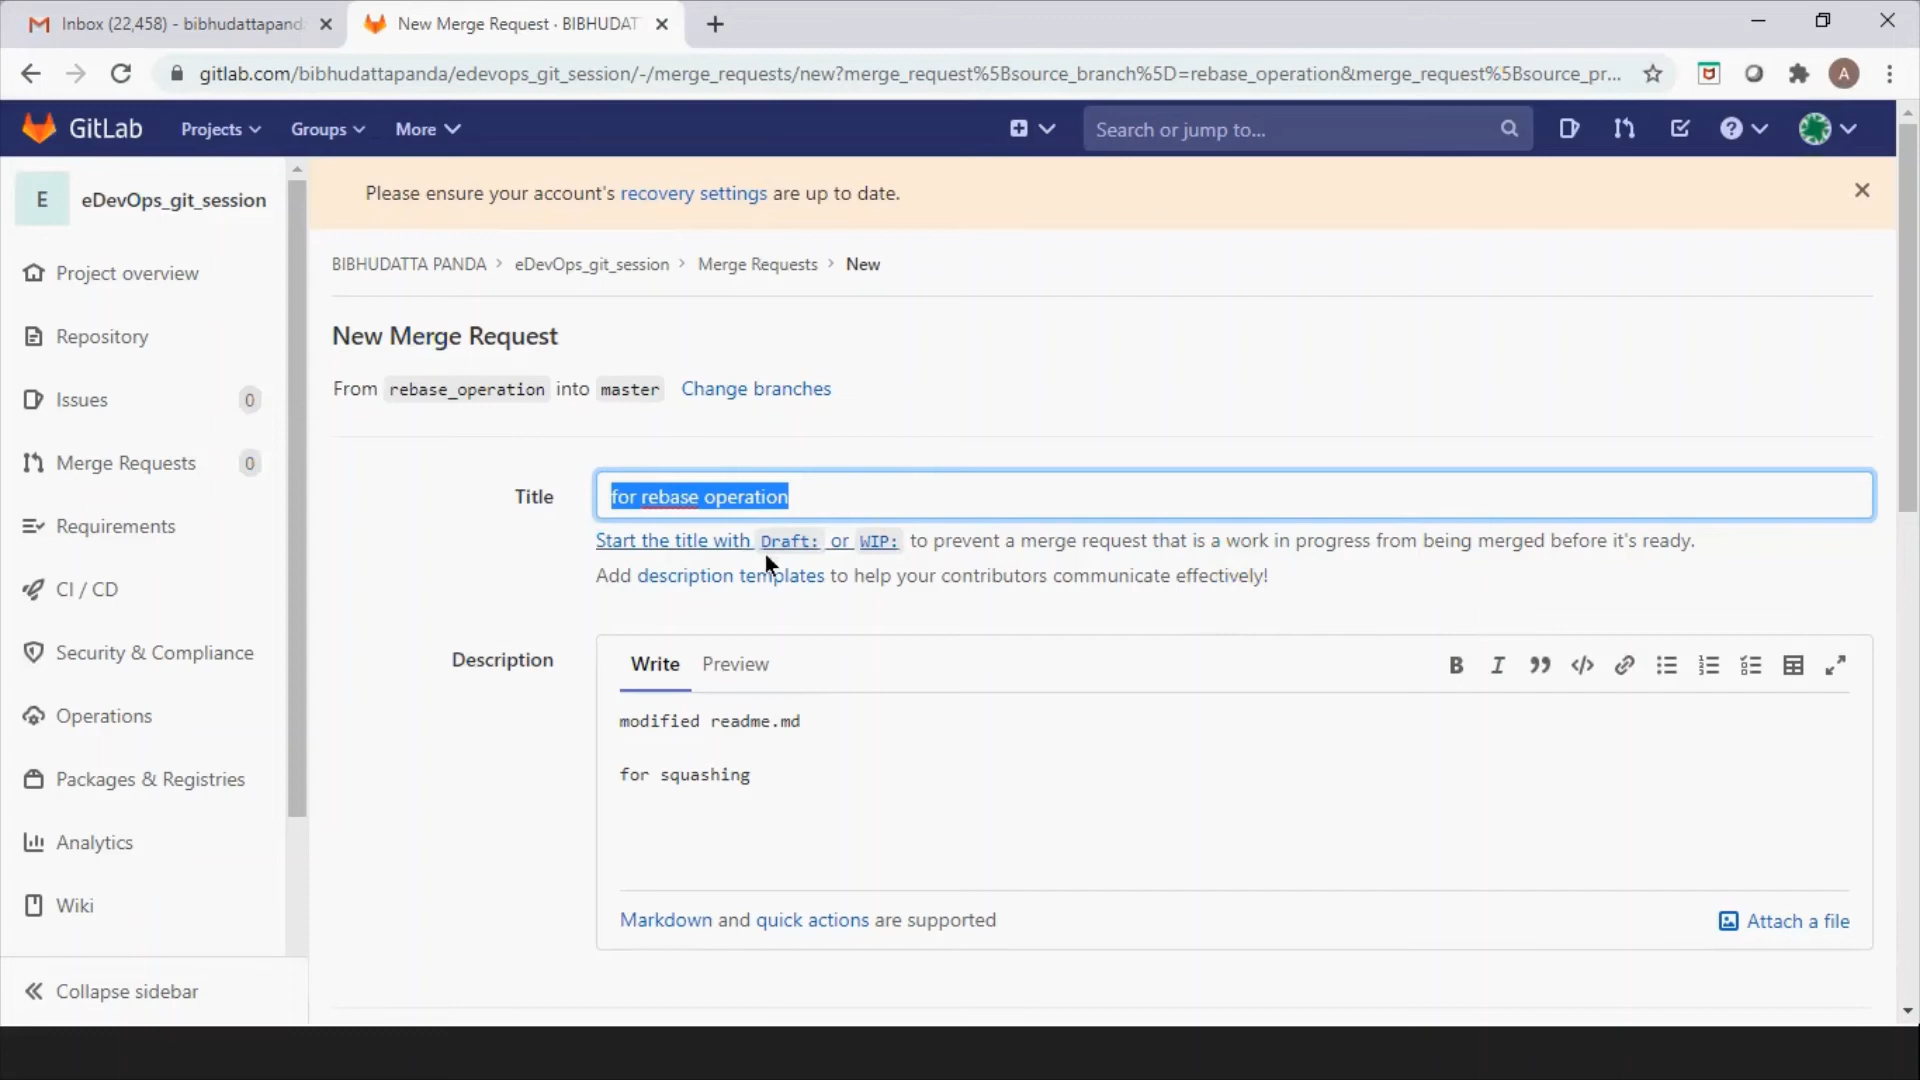 Inbox (22,458) - bibhudattapand
New Merge Request · BIBHUDAT
gitlab.com/bibhudattapanda/edevops_git_session/-/merge_requests/new?merge_request%5Bsource_branch%5D=rebase_operation&merge_request%5Bsource_pr...
A
GitLab
Projects
Groups
More
Search or jump to...
E
eDevOps_git_session
Project overview
Repository
Issues 0
Merge Requests 0
Requirements
CI / CD
Security & Compliance
Operations
Packages & Registries
Analytics
Wiki
Collapse sidebar
Please ensure your account's recovery settings are up to date.
BIBHUDATTA PANDA > eDevOps_git_session > Merge Requests > New
New Merge Request
From rebase_operation into master Change branches
Title
for rebase operation
Start the title with Draft: or WIP: to prevent a merge request that is a work in progress from being merged before it's ready.
Add description templates to help your contributors communicate effectively!
Description
Write Preview
modified readme.md
for squashing
Markdown and quick actions are supported
Attach a file